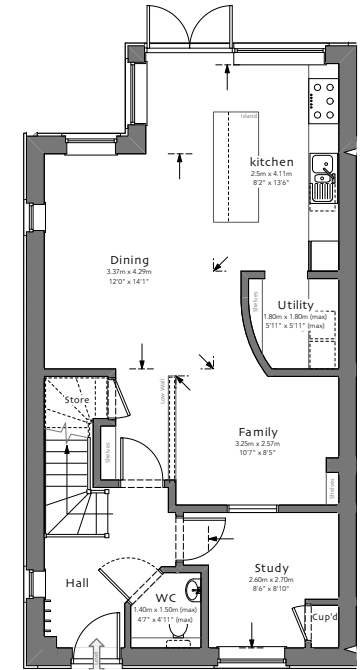 Island
kitchen
2.5m x 4.11m
8'2" x 13'6"
Dining
3.37m x 4.29m
12'0" x 14'1"
Shelves
Utility
1.80m x 1.80m (max)
5'11" x 5'11" (max)
Store
Low Wall
Shelves
Family
3.25m x 2.57m
10'7" x 8'5"
Shelves
Study
2.60m x 2.70m
8'6" x 8'10"
Hall
WC
1.40m x 1.50m (max)
4'7" x 4'11" (max)
Cup'd